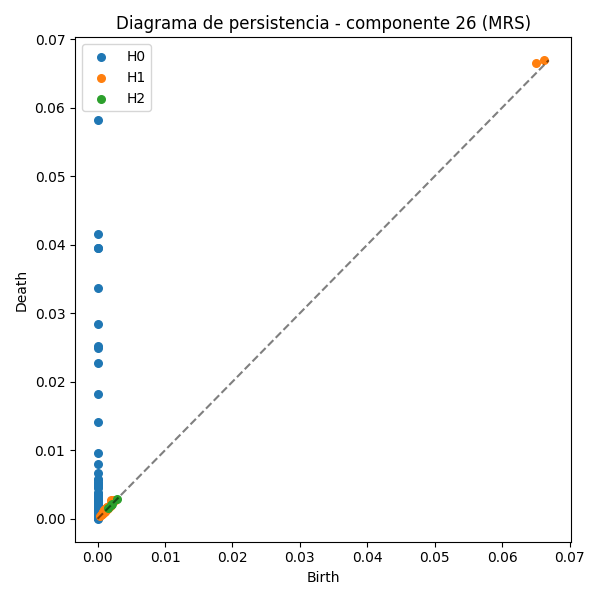 Diagrama de persistencia - componente 26 (MRS)
0.07
0.06
0.05
0.04
0.03
0.02
0.01
0.00
Death
H0
H1
H2
0.00 0.01 0.02 0.03 0.04 0.05 0.06 0.07
Birth